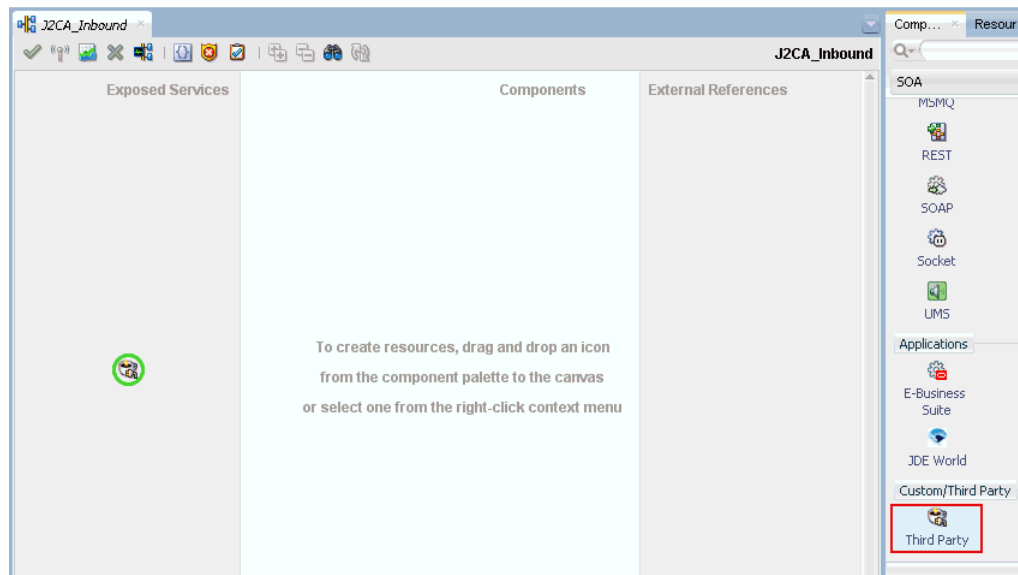 J2CA_Inbound
Comp...
Resour
J2CA_Inbound
SOA
Exposed Services
Components
External References
MSMQ
REST
SOAP
Socket
UMS
To create resources, drag and drop an icon
from the component palette to the canvas
or select one from the right-click context menu
Applications
E-Business
Suite
JDE World
Custom/Third Party
Third Party